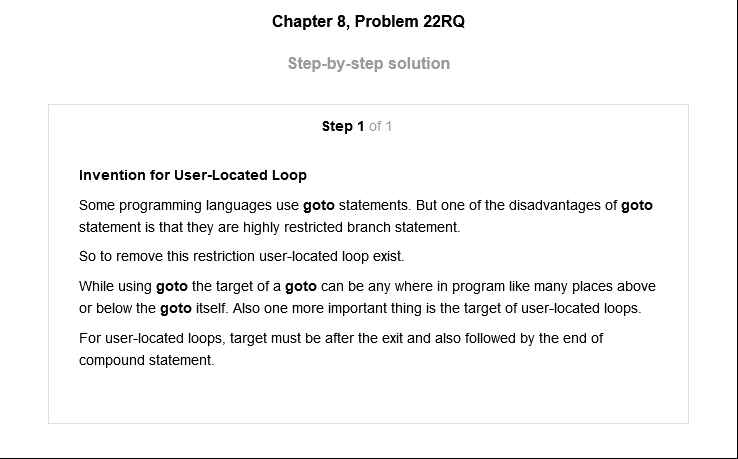 Chapter 8, Problem 22RQ
Step-by-step solution
Step 1 of 1
Invention for User-Located Loop
Some programming languages use goto statements. But one of the disadvantages of goto
statement is that they are highly restricted branch statement.
So to remove this restriction user-located loop exist.
While using goto the target of a goto can be any where in program like many places above
or below the goto itself. Also one more important thing is the target of user-located loops.
For user-located loops, target must be after the exit and also followed by the end of
compound statement.